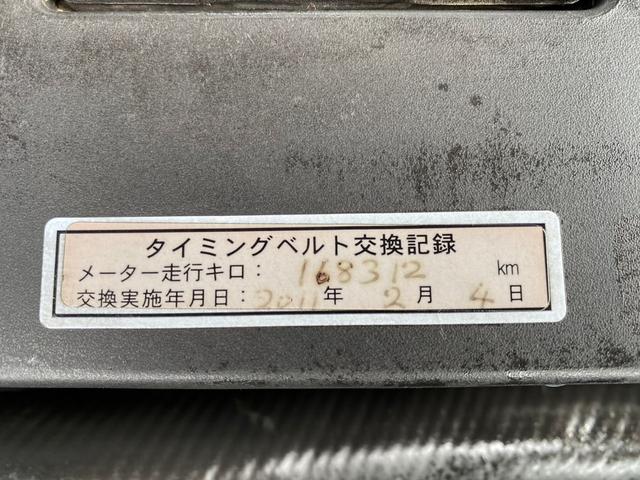 タイミングベルト交換記録
メーター走行キロ: 168312 km
交換実施年月日: 2011 年 2 月 4 日